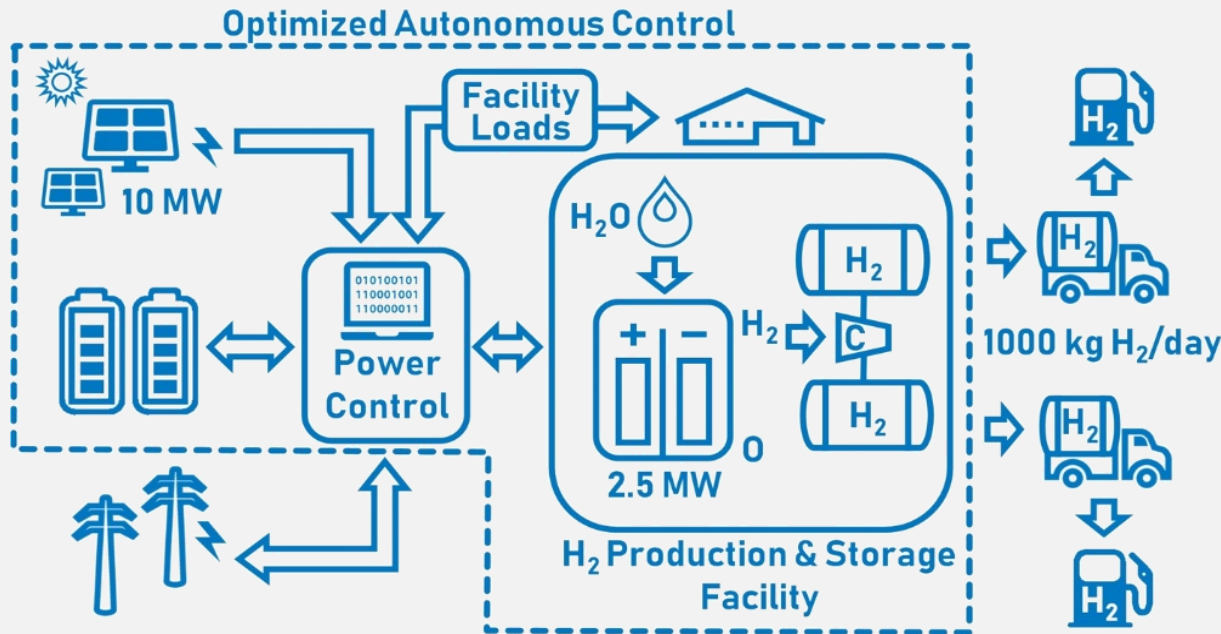 Optimized Autonomous Control
Facility
Loads
10 MW
H₂O
010100101
110001001
110000011
Power
Control
+
−
H₂
C
H₂
H₂
O
2.5 MW
H₂ Production & Storage
Facility
H₂
H₂
1000 kg H₂/day
H₂
H₂